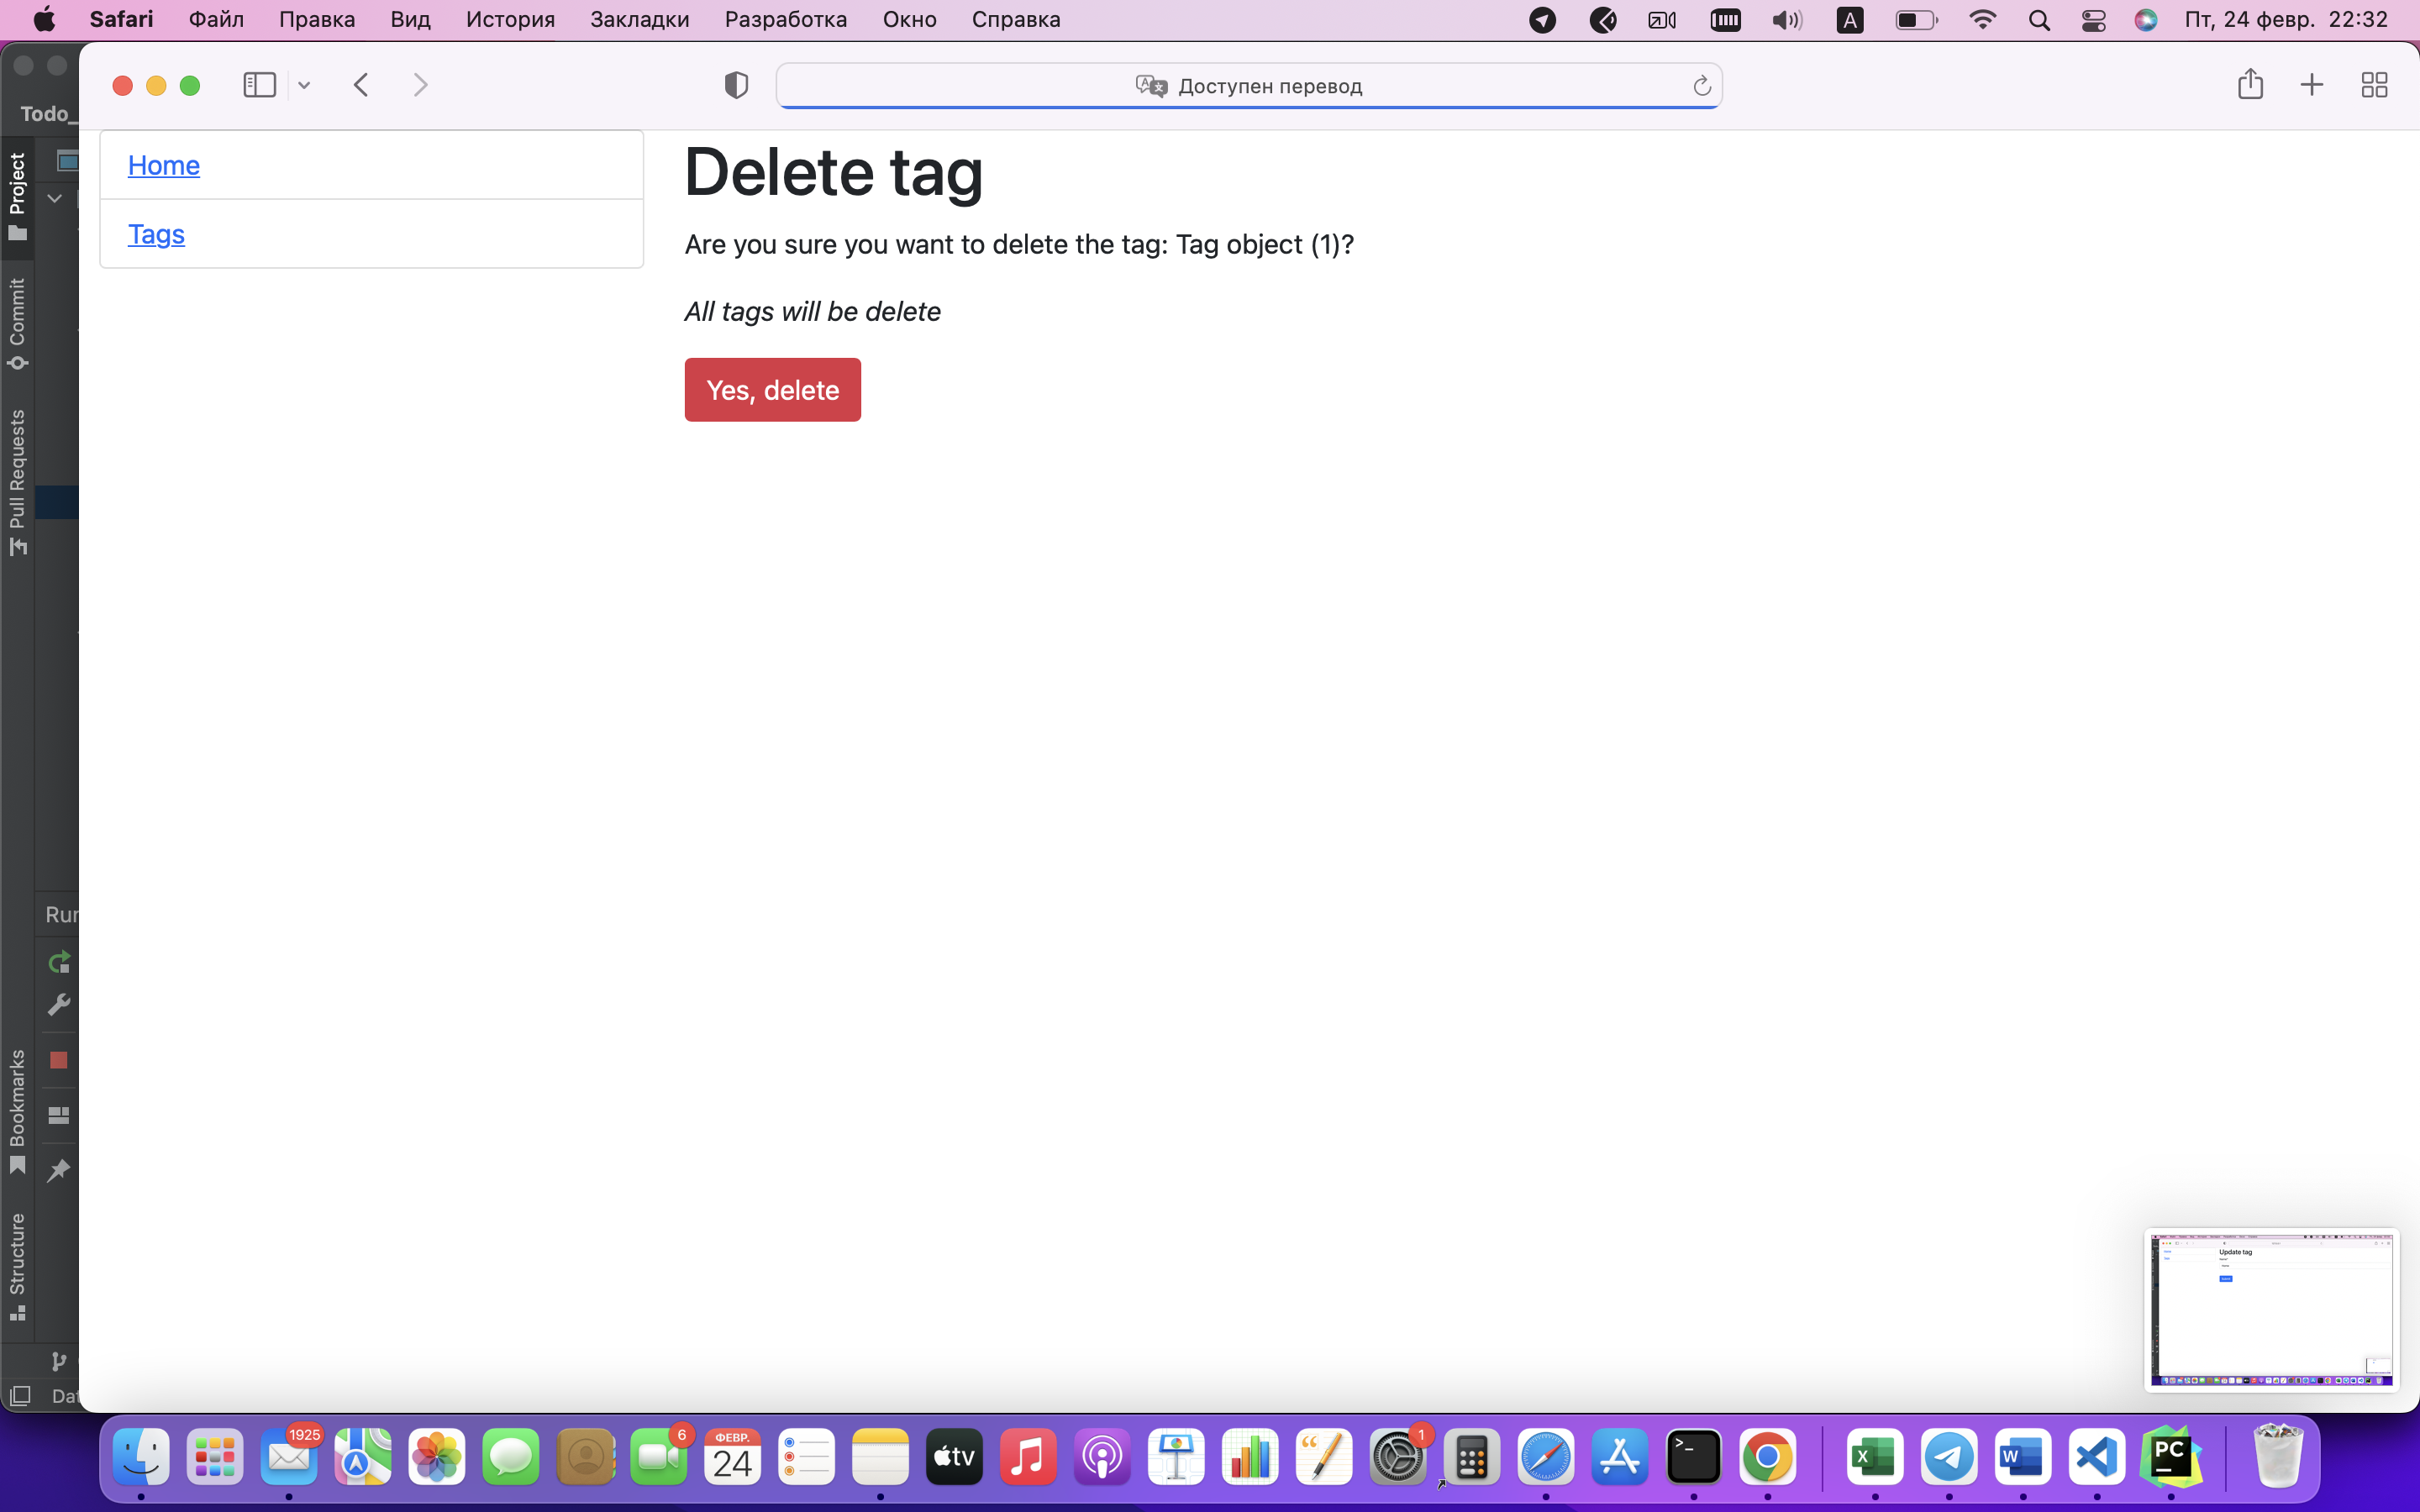 Safari Файл Правка Вид История Закладки Разработка Окно Справка A Пт, 24 февр. 22:32
Доступен перевод
Todo_
Project
Commit
Pull Requests
Bookmarks
Structure
Run
Dat
Home
Tags
Delete tag
Are you sure you want to delete the tag: Tag object (1)?
All tags will be delete
Yes, delete
Update tag
1925
6
ФЕВР.
24
tv
1
>_
X
W
PC